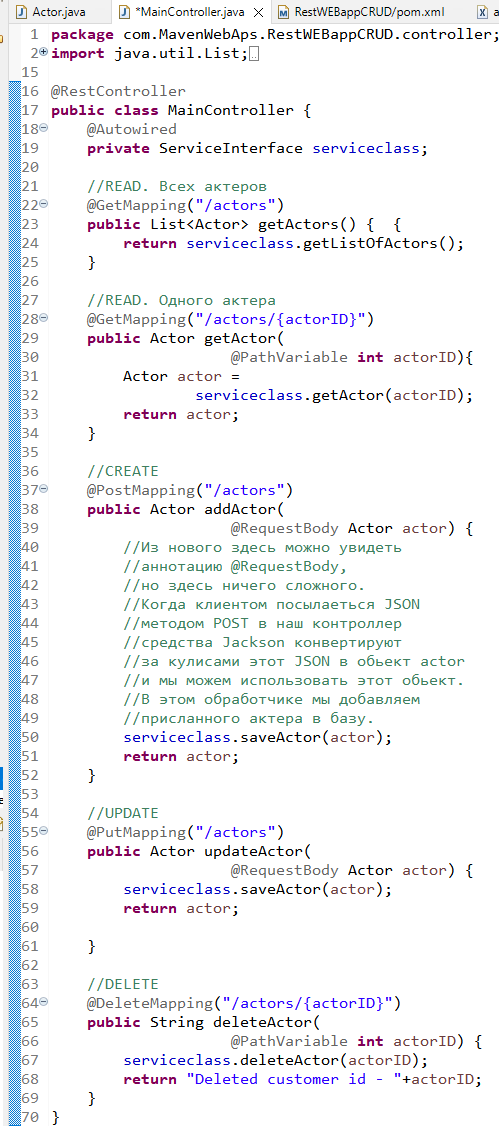 Actor.java *MainController.java RestWEBappCRUD/pom.xml a
1 package com.MavenWebAps.RestWEBappCRUD.controller;
2 import java.util.List;
15
16 @RestController
17 public class MainController {
18 @Autowired
19 private ServiceInterface serviceclass;
20
21 //READ. Всех актеров
22 @GetMapping("/actors")
23 public List<Actor> getActors() {  {
24 return serviceclass.getListOfActors();
25 }
26
27 //READ. Одного актера
28 @GetMapping("/actors/{actorID}")
29 public Actor getActor(
30 @PathVariable int actorID){
31 Actor actor =
32 serviceclass.getActor(actorID);
33 return actor;
34 }
35
36 //CREATE
37 @PostMapping("/actors")
38 public Actor addActor(
39 @RequestBody Actor actor) {
40 //Из нового здесь можно увидеть
41 //аннотацию @RequestBody,
42 //но здесь ничего сложного.
43 //Когда клиентом посылаеться JSON
44 //методом POST в наш контроллер
45 //средства Jackson конвертируют
46 //за кулисами этот JSON в обьект actor
47 //и мы можем использовать этот обьект.
48 //В этом обработчике мы добавляем
49 //присланного актера в базу.
50 serviceclass.saveActor(actor);
51 return actor;
52 }
53
54 //UPDATE
55 @PutMapping("/actors")
56 public Actor updateActor(
57 @RequestBody Actor actor) {
58 serviceclass.saveActor(actor);
59 return actor;
60
61 }
62
63 //DELETE
64 @DeleteMapping("/actors/{actorID}")
65 public String deleteActor(
66 @PathVariable int actorID) {
67 serviceclass.deleteActor(actorID);
68 return "Deleted customer id - "+actorID;
69 }
70 }